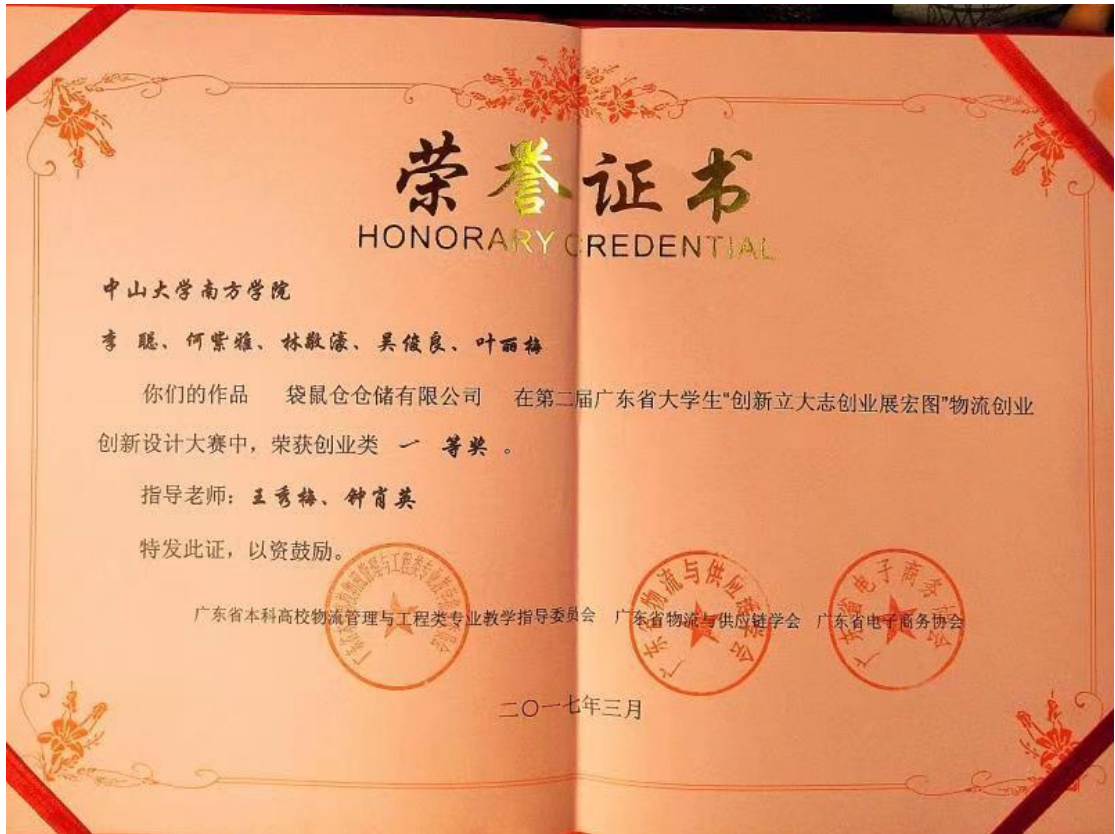 荣誉证书
HONORARY CREDENTIAL
中山大学南方学院
李聪、何紫雅、林敬濠、吴俊良、叶丽梅
你们的作品 袋鼠仓仓储有限公司 在第二届广东省大学生“创新立大志创业展宏图”物流创业
创新设计大赛中，荣获创业类 一 等奖 。
指导老师：王秀梅、钟肖英
特发此证，以资鼓励。
广东省本科高校物流管理与工程类专业教学指导委员会 广东省物流与供应链学会 广东省电子商务协会
二〇一七年三月